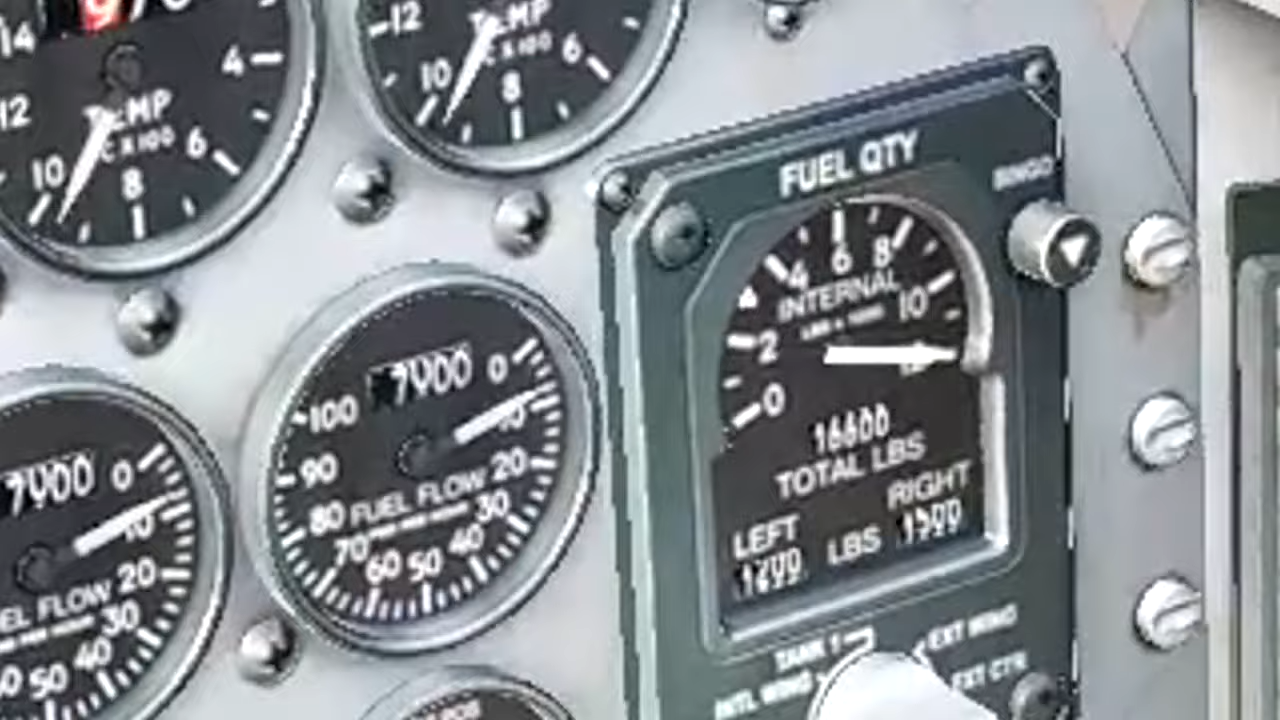 14
12
10
TEMP
°C X 100
8
6
4
12
10
TEMP
°C X 100
8
6
FUEL QTY
BINGO
4
6
8
INTERNAL
10
2
0
16600
TOTAL LBS
LEFT
RIGHT
LBS
7900
0
10
20
30
40
50
60
70
80
90
100
FUEL FLOW
7900
0
10
20
EL FLOW
30
40
50
TANK 1
EXT WING
INTL WING
EXT CTR